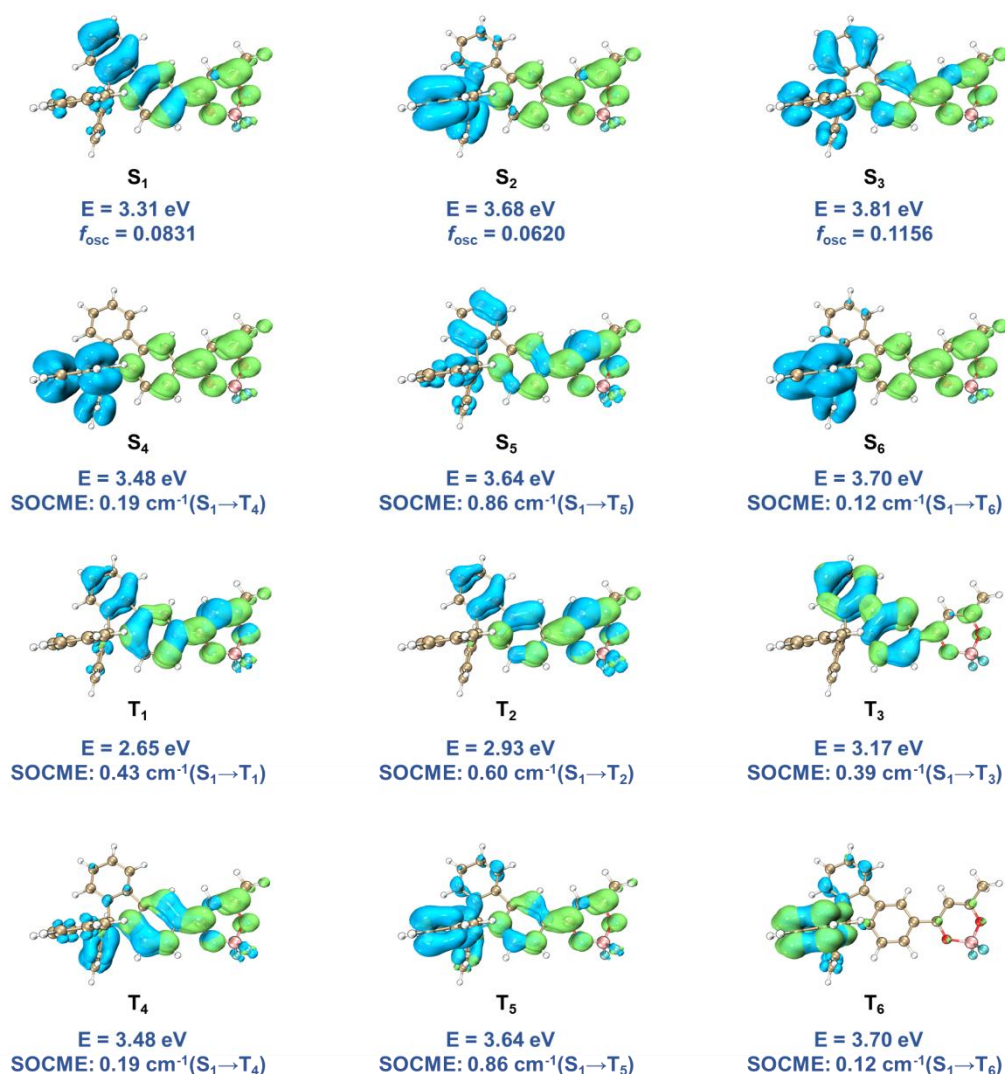 S₁ S₂ S₃
E = 3.31 eV E = 3.68 eV E = 3.81 eV
fosc = 0.0831 fosc = 0.0620 fosc = 0.1156
S₄ S₅ S₆
E = 3.48 eV E = 3.64 eV E = 3.70 eV
SOCME: 0.19 cm⁻¹(S₁→T₄) SOCME: 0.86 cm⁻¹(S₁→T₅) SOCME: 0.12 cm⁻¹(S₁→T₆)
T₁ T₂ T₃
E = 2.65 eV E = 2.93 eV E = 3.17 eV
SOCME: 0.43 cm⁻¹(S₁→T₁) SOCME: 0.60 cm⁻¹(S₁→T₂) SOCME: 0.39 cm⁻¹(S₁→T₃)
T₄ T₅ T₆
E = 3.48 eV E = 3.64 eV E = 3.70 eV
SOCME: 0.19 cm⁻¹(S₁→T₄) SOCME: 0.86 cm⁻¹(S₁→T₅) SOCME: 0.12 cm⁻¹(S₁→T₆)